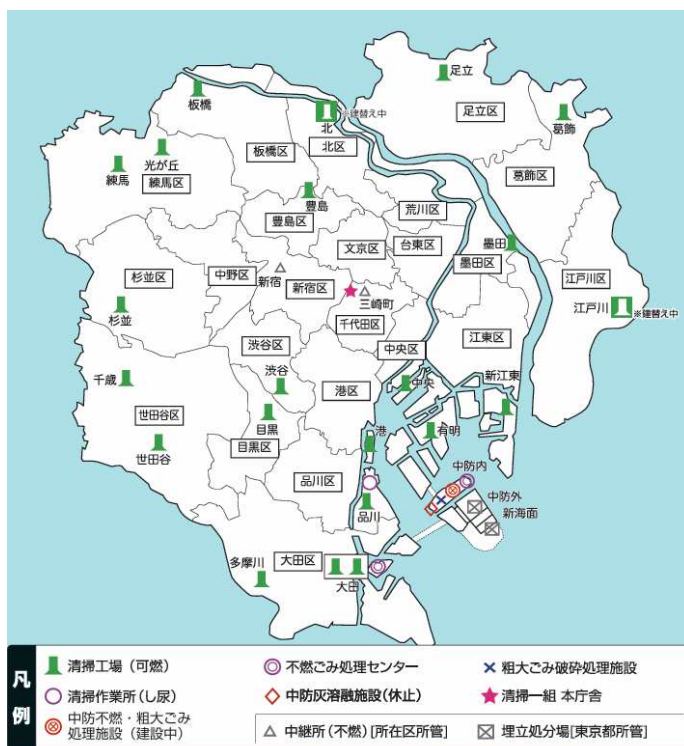 足立
足立区
板橋
※建替え中
北
北区
葛飾
板橋区
光が丘
練馬
練馬区
葛飾区
豊島
豊島区
荒川区
文京区
台東区
墨田
墨田区
杉並区
中野区
新宿
新宿区
三崎町
千代田区
江戸川区
江戸川
※建替え中
杉並
江東区
渋谷区
渋谷
中央区
中央
千歳
港区
新江東
世田谷区
世田谷
目黒
目黒区
港
有明
品川区
品川
中防内
中防外
新海面
多摩川
大田区
大田
凡例
清掃工場(可燃)
不燃ごみ処理センター
粗大ごみ破砕処理施設
清掃作業所(し尿)
中防灰溶融施設(休止)
清掃一組 本庁舎
中防不燃・粗大ごみ
処理施設(建設中)
中継所(不燃)[所在区所管]
埋立処分場[東京都所管]